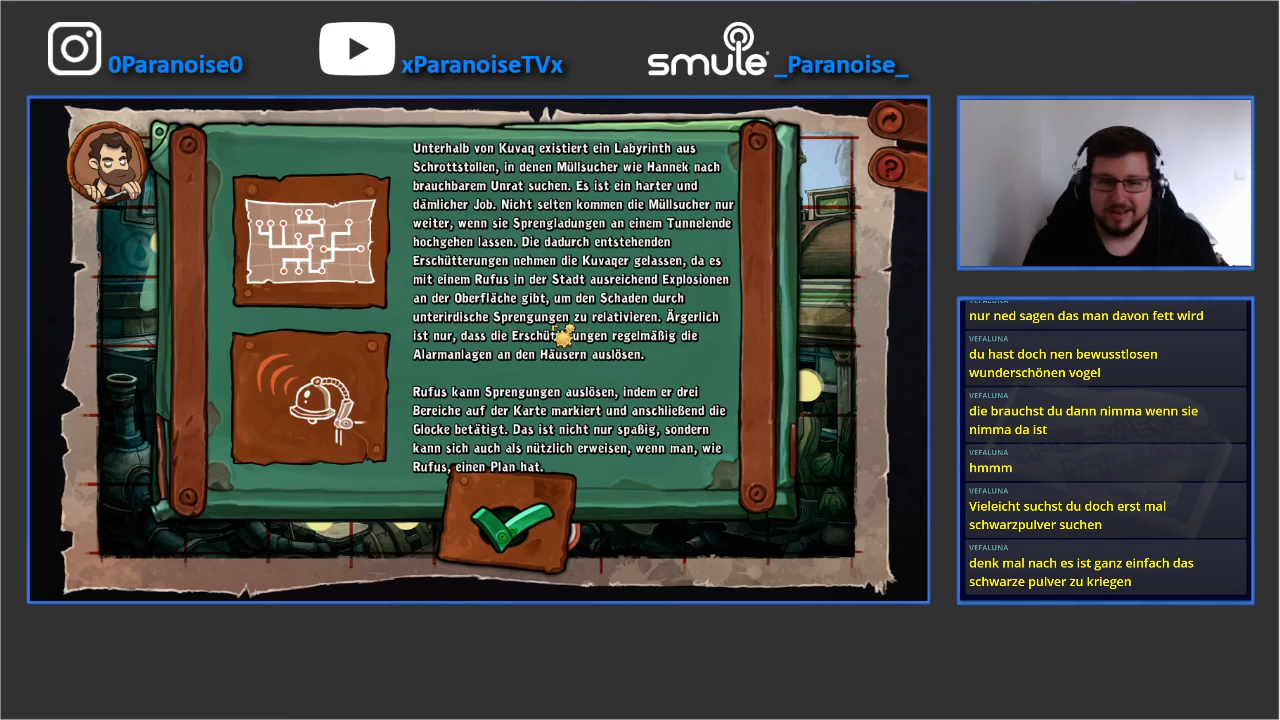 0Paranoise0
xParanoiseTVx
smule
_Paranoise_
Unterhalb von Kuvaq existiert ein Labyrinth aus
Schrottstollen, in denen Müllsucher wie Hannek nach
brauchbarem Unrat suchen. Es ist ein harter und
dämlicher Job. Nicht selten kommen die Müllsucher nur
weiter, wenn sie Sprengladungen an einem Tunnelende
hochgehen lassen. Die dadurch entstehenden
Erschütterungen nehmen die Kuvaqer gelassen, da es
mit einem Rufus in der Stadt ausreichend Explosionen
an der Oberfläche gibt, um den Schaden durch
unterirdische Sprengungen zu relativieren. Ärgerlich
ist nur, dass die Erschütterungen regelmäßig die
Alarmanlagen an den Häusern auslösen.
Rufus kann Sprengungen auslösen, indem er drei
Bereiche auf der Karte markiert und anschließend die
Glocke betätigt. Das ist nicht nur spaßig, sondern
kann sich auch als nützlich erweisen, wenn man, wie
Rufus, einen Plan hat.
?
VEFALUNA
nur ned sagen das man davon fett wird
VEFALUNA
du hast doch nen bewusstlosen
wunderschönen vogel
VEFALUNA
die brauchst du dann nimma wenn sie
nimma da ist
VEFALUNA
hmmm
VEFALUNA
Vieleicht suchst du doch erst mal
schwarzpulver suchen
VEFALUNA
denk mal nach es ist ganz einfach das
schwarze pulver zu kriegen